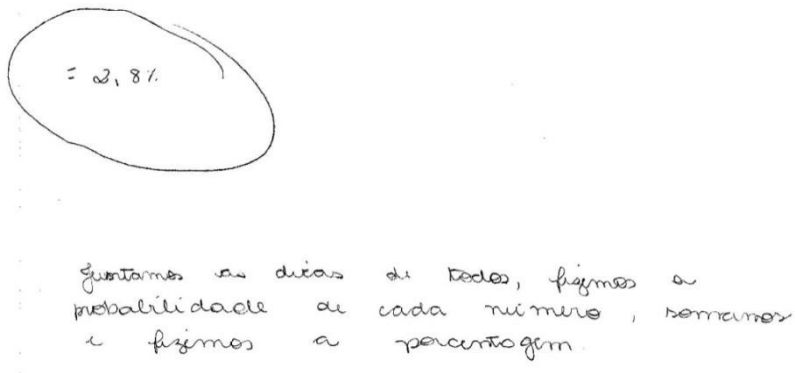 = 2,8%
Juntamos as dicas de todos, fizemos a
probabilidade de cada número, somamos
e fizemos a porcentagem